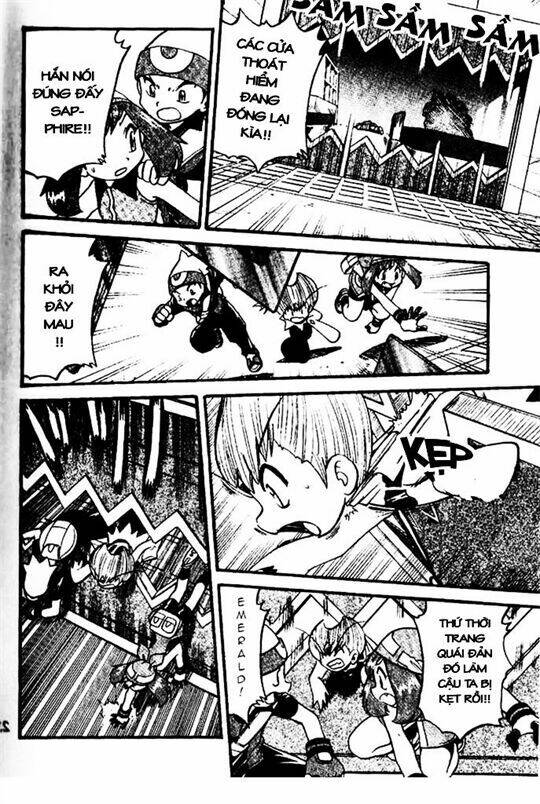 HẮN NÓI
ĐÚNG ĐẤY
SAP-
PHIRE!!
CÁC CỬA
THOÁT
HIỂM
ĐANG
ĐÓNG LẠI
KÌA!!
SẦM SẦM SẦM
RA
KHỎI
ĐÂY
MAU
!!
KẸP
EMERALD!
THỨ THỜI
TRANG
QUÁI ĐẢN
ĐÓ LÀM
CẬU TA BỊ
KẸT RỒI!!!